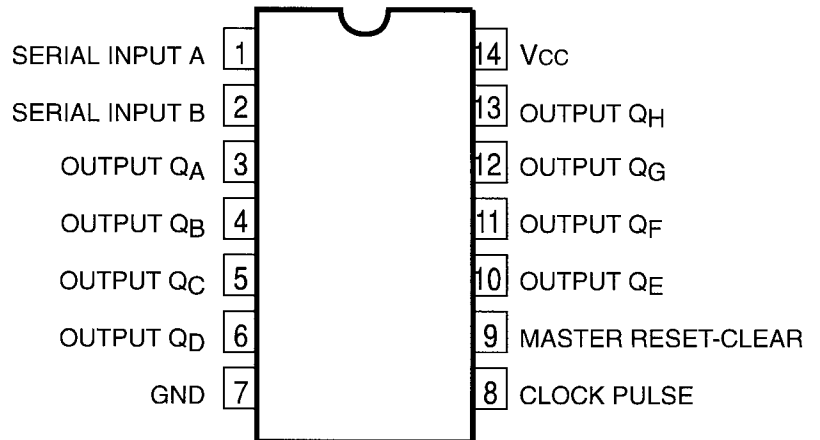 SERIAL INPUT A 1 14 VCC
SERIAL INPUT B 2 13 OUTPUT QH
OUTPUT QA 3 12 OUTPUT QG
OUTPUT QB 4 11 OUTPUT QF
OUTPUT QC 5 10 OUTPUT QE
OUTPUT QD 6 9 MASTER RESET-CLEAR
GND 7 8 CLOCK PULSE